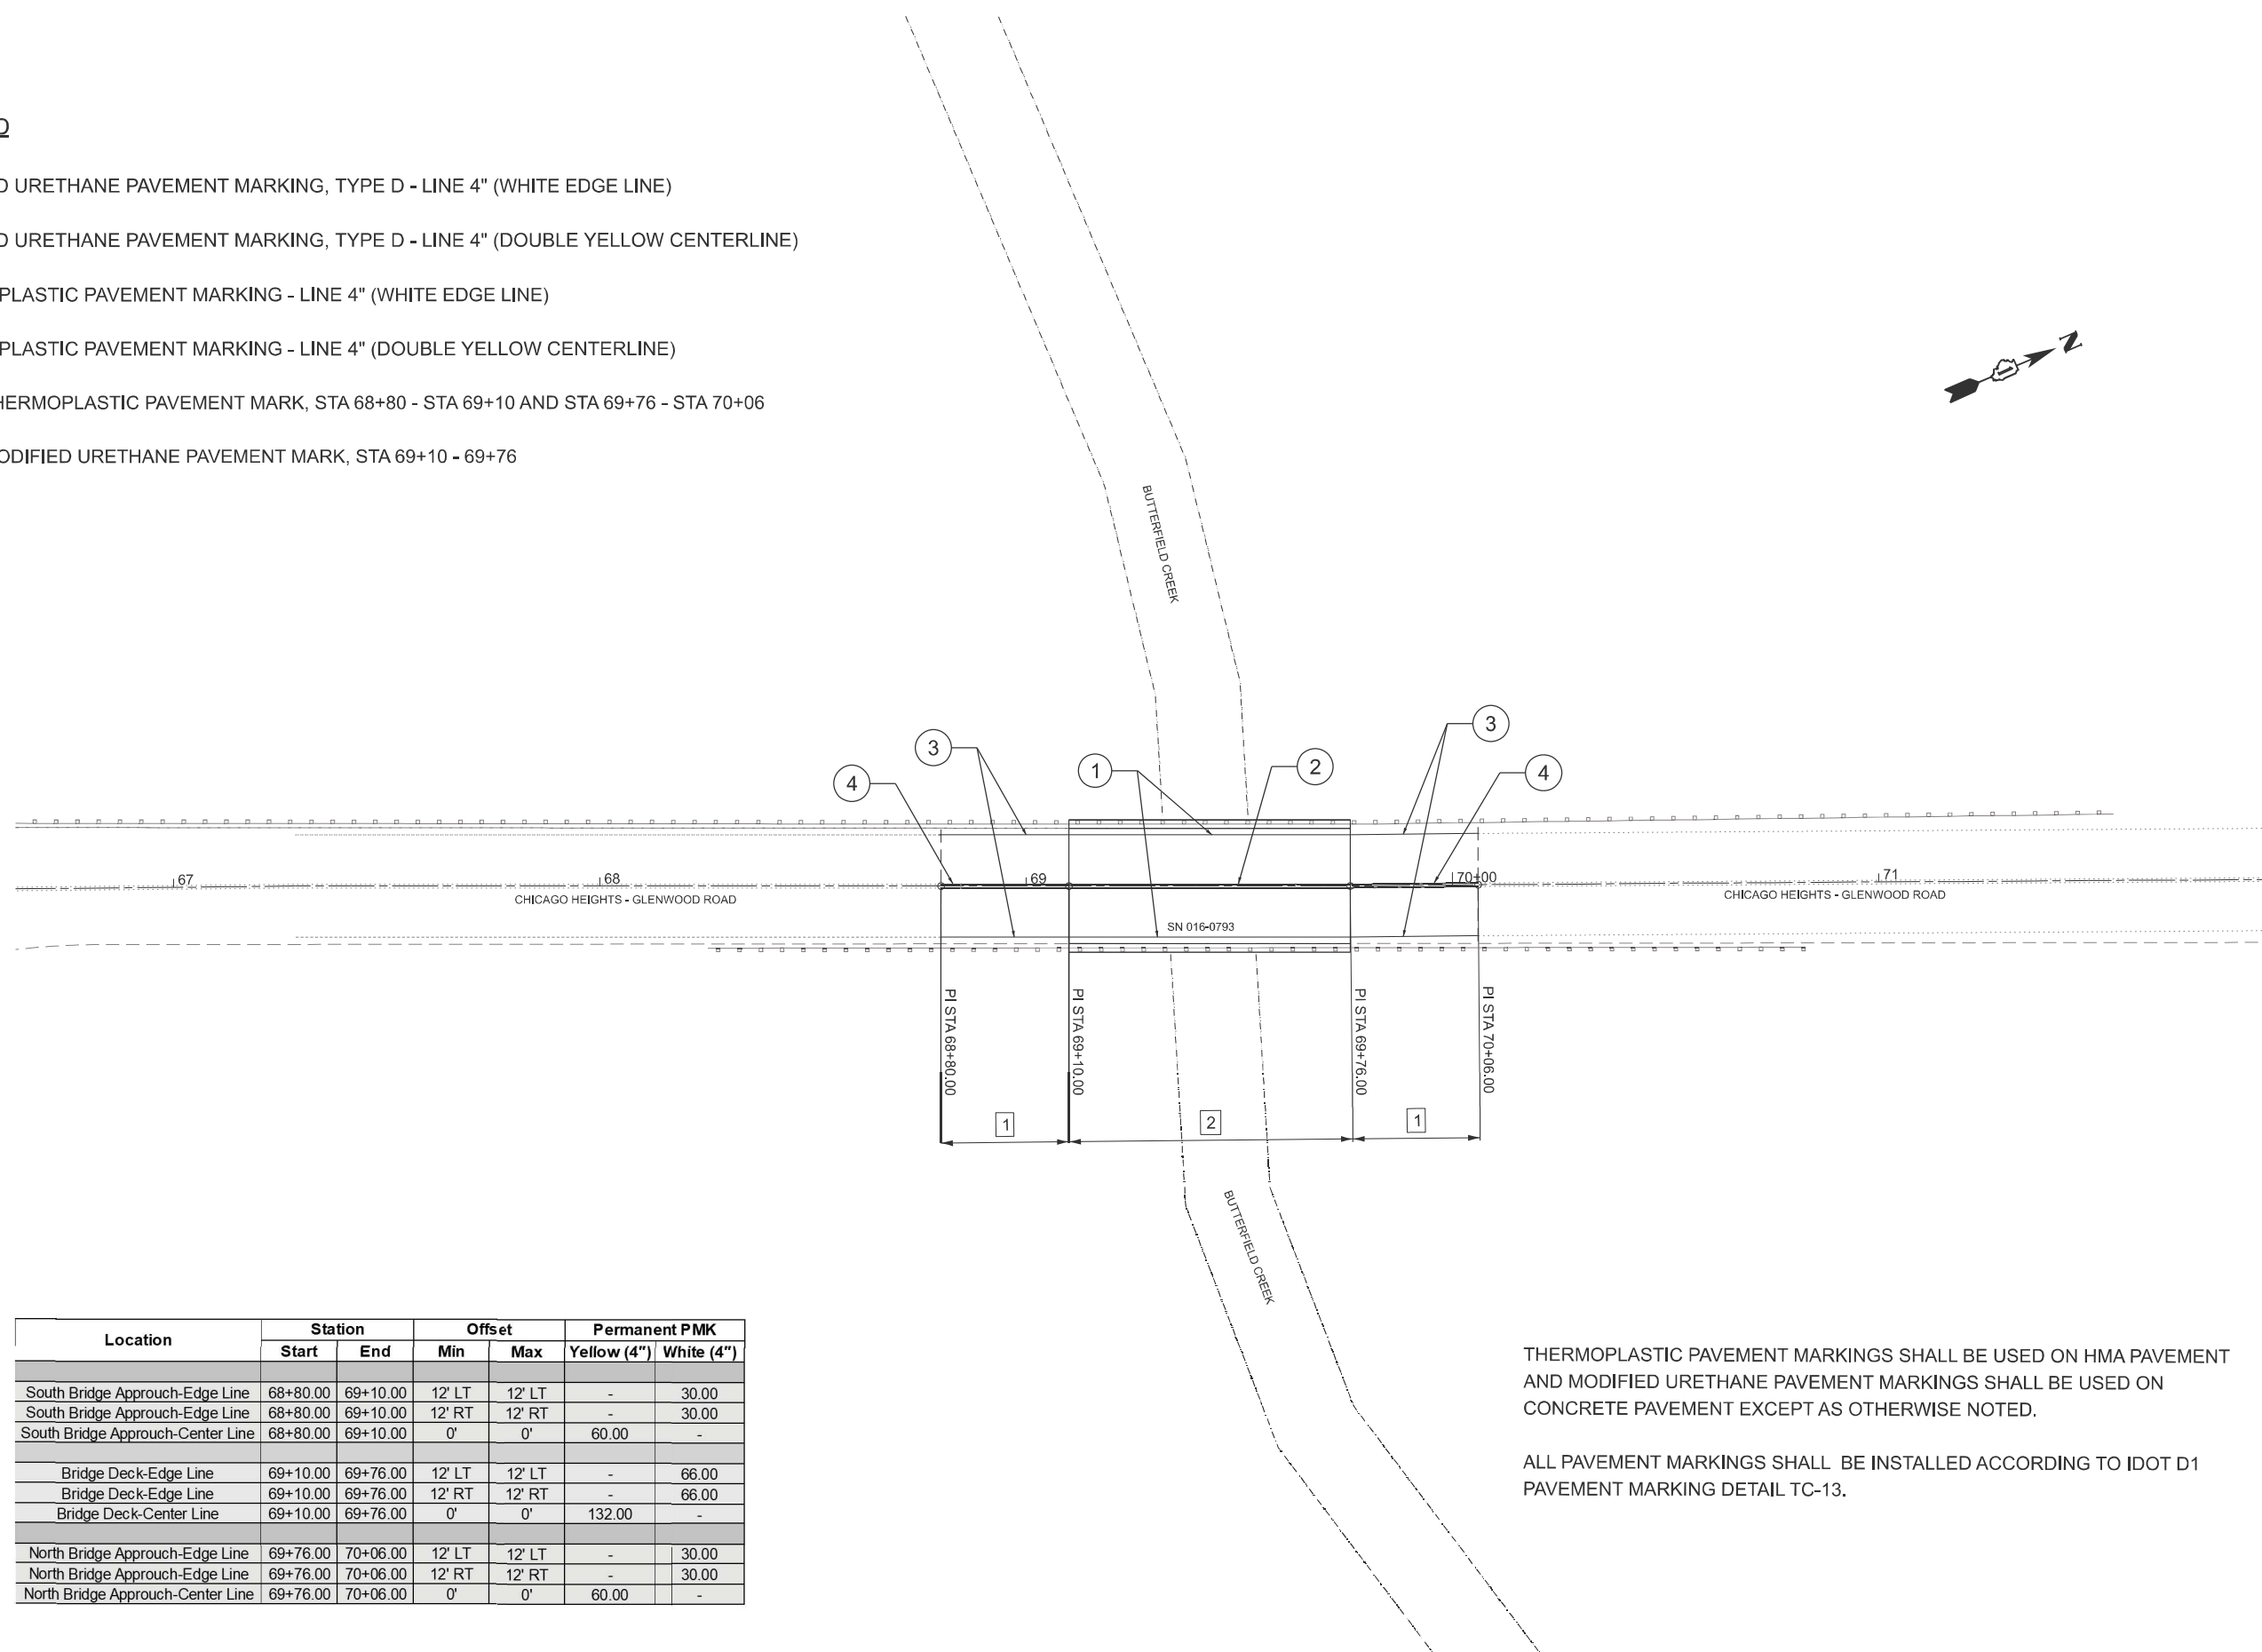 D URETHANE PAVEMENT MARKING, TYPE D - LINE 4" (WHITE EDGE LINE)
D URETHANE PAVEMENT MARKING, TYPE D - LINE 4" (DOUBLE YELLOW CENTERLINE)
PLASTIC PAVEMENT MARKING - LINE 4" (WHITE EDGE LINE)
PLASTIC PAVEMENT MARKING - LINE 4" (DOUBLE YELLOW CENTERLINE)
HERMOPLASTIC PAVEMENT MARK, STA 68+80 - STA 69+10 AND STA 69+76 - STA 70+06
ODIFIED URETHANE PAVEMENT MARK, STA 69+10 - 69+76
N
BUTTERFIELD CREEK
3
3
4
1
2
4
67
68
69
70+00
71
CHICAGO HEIGHTS - GLENWOOD ROAD
CHICAGO HEIGHTS - GLENWOOD ROAD
SN 016-0793
PI STA 68+80.00
PI STA 69+10.00
PI STA 69+76.00
PI STA 70+06.00
1
2
1
BUTTERFIELD CREEK
Location Station Offset Permanent PMK
Start End Min Max Yellow (4") White (4")
South Bridge Approuch-Edge Line 68+80.00 69+10.00 12' LT 12' LT - 30.00
South Bridge Approuch-Edge Line 68+80.00 69+10.00 12' RT 12' RT - 30.00
South Bridge Approuch-Center Line 68+80.00 69+10.00 0' 0' 60.00 -
Bridge Deck-Edge Line 69+10.00 69+76.00 12' LT 12' LT - 66.00
Bridge Deck-Edge Line 69+10.00 69+76.00 12' RT 12' RT - 66.00
Bridge Deck-Center Line 69+10.00 69+76.00 0' 0' 132.00 -
North Bridge Approuch-Edge Line 69+76.00 70+06.00 12' LT 12' LT - 30.00
North Bridge Approuch-Edge Line 69+76.00 70+06.00 12' RT 12' RT - 30.00
North Bridge Approuch-Center Line 69+76.00 70+06.00 0' 0' 60.00 -
THERMOPLASTIC PAVEMENT MARKINGS SHALL BE USED ON HMA PAVEMENT
AND MODIFIED URETHANE PAVEMENT MARKINGS SHALL BE USED ON
CONCRETE PAVEMENT EXCEPT AS OTHERWISE NOTED.
ALL PAVEMENT MARKINGS SHALL BE INSTALLED ACCORDING TO IDOT D1
PAVEMENT MARKING DETAIL TC-13.